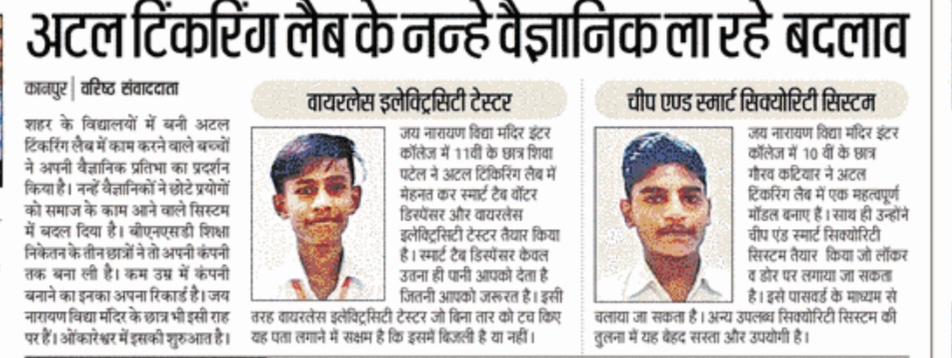 अटल टिंकरिंग लैब के नन्हे वैज्ञानिक ला रहे बदलाव
कानपुर | वरिष्ठ संवाददाता
शहर के विद्यालयों में बनी अटल
टिंकरिंग लैब में काम करने वाले बच्चों
ने अपनी वैज्ञानिक प्रतिभा का प्रदर्शन
किया है। नन्हें वैज्ञानिकों ने छोटे प्रयोगों
को समाज के काम आने वाले सिस्टम
में बदल दिया है। बीएनएसडी शिक्षा
निकेतन के तीन छात्रों ने तो अपनी कंपनी
तक बना ली है। कम उम्र में कंपनी
बनाने का इनका अपना रिकार्ड है। जय
नारायण विद्या मंदिर के छात्र भी इसी राह
पर हैं। ओंकारेश्वर में इसकी शुरुआत है।
वायरलेस इलेक्ट्रिसिटी टेस्टर
जय नारायण विद्या मंदिर इंटर
कॉलेज में 11वीं के छात्र शिवा
पटेल ने अटल टिंकिरिंग लैब में
मेहनत कर स्मार्ट टैब वॉटर
डिस्पेंसर और वायरलेस
इलेक्ट्रिसिटी टेस्टर तैयार किया
है। स्मार्ट टैब डिस्पेंसर केवल
उतना ही पानी आपको देता है
जितनी आपको जरूरत है। इसी
तरह वायरलेस इलेक्ट्रिसिटी टेस्टर जो बिना तार को टच किए
यह पता लगाने में सक्षम है कि इसमें बिजली है या नहीं।
चीप एण्ड स्मार्ट सिक्योरिटी सिस्टम
जय नारायण विद्या मंदिर इंटर
कॉलेज में 10 वीं के छात्र
गौरव कटियार ने अटल
टिंकरिंग लैब में एक महत्वपूर्ण
मॉडल बनाए हैं। साथ ही उन्होंने
चीप एंड स्मार्ट सिक्योरिटी
सिस्टम तैयार किया जो लॉकर
व डोर पर लगाया जा सकता
है। इसे पासवर्ड के माध्यम से
चलाया जा सकता है। अन्य उपलब्ध सिक्योरिटी सिस्टम की
तुलना में यह बेहद सस्ता और उपयोगी है।